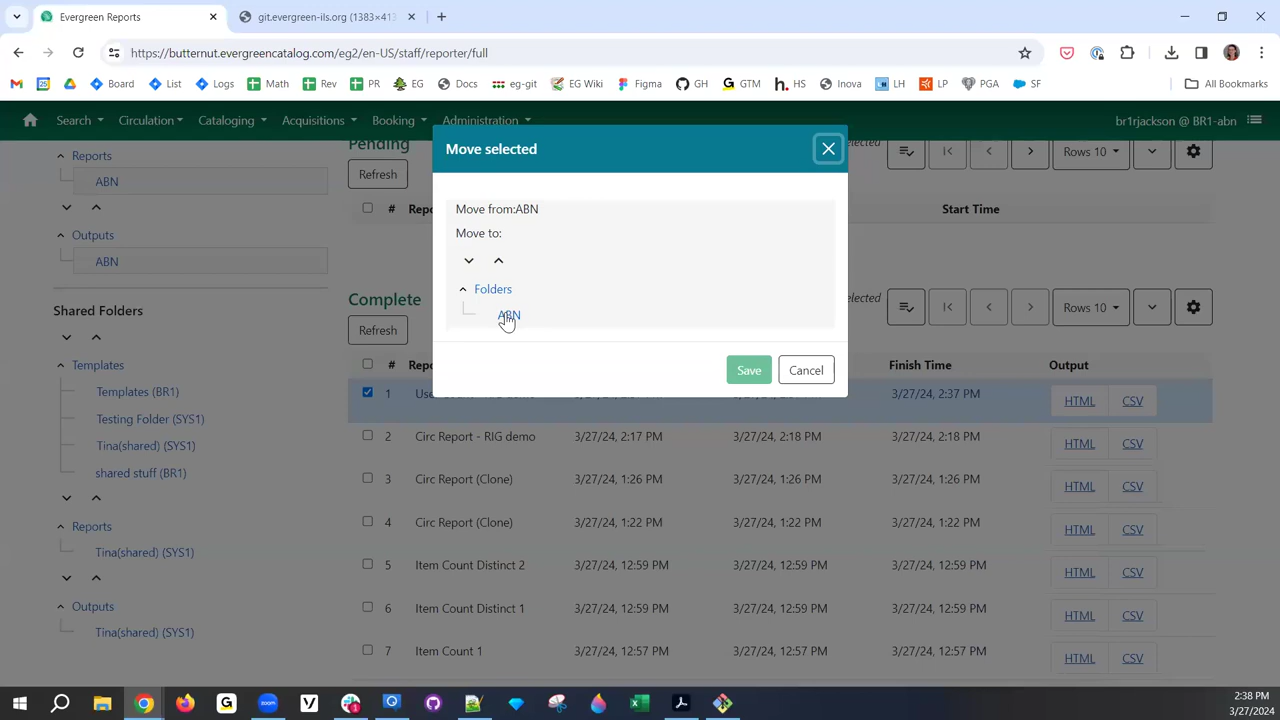 Evergreen Reports
git.evergreen-ils.org (1383×413
https://butternut.evergreencatalog.com/eg2/en-US/staff/reporter/full
Board List Logs Math Rev PR EG Docs eg-git EG Wiki Figma GH GTM HS Inova LH LP PGA SF All Bookmarks
Search Circulation Cataloging Acquisitions Booking Administration br1rjackson @ BR1-abn
Reports
ABN
Outputs
ABN
Shared Folders
Templates
Templates (BR1)
Testing Folder (SYS1)
Tina(shared) (SYS1)
shared stuff (BR1)
Reports
Tina(shared) (SYS1)
Outputs
Tina(shared) (SYS1)
Pending
Refresh
Rows 10
# Repo
Start Time
Move selected
Move from:ABN
Move to:
Folders
ABN
Save Cancel
Complete
elected
Rows 10
Refresh
# Repo Finish Time Output
1 3/27/24, 2:37 PM HTML CSV
2 Circ Report - RIG demo 3/27/24, 2:17 PM 3/27/24, 2:18 PM 3/27/24, 2:18 PM HTML CSV
3 Circ Report (Clone) 3/27/24, 1:26 PM 3/27/24, 1:26 PM 3/27/24, 1:26 PM HTML CSV
4 Circ Report (Clone) 3/27/24, 1:22 PM 3/27/24, 1:22 PM 3/27/24, 1:22 PM HTML CSV
5 Item Count Distinct 2 3/27/24, 12:59 PM 3/27/24, 12:59 PM 3/27/24, 12:59 PM HTML CSV
6 Item Count Distinct 1 3/27/24, 12:59 PM 3/27/24, 12:59 PM 3/27/24, 12:59 PM HTML CSV
7 Item Count 1 3/27/24, 12:57 PM 3/27/24, 12:57 PM 3/27/24, 12:57 PM HTML CSV
2:38 PM
3/27/2024